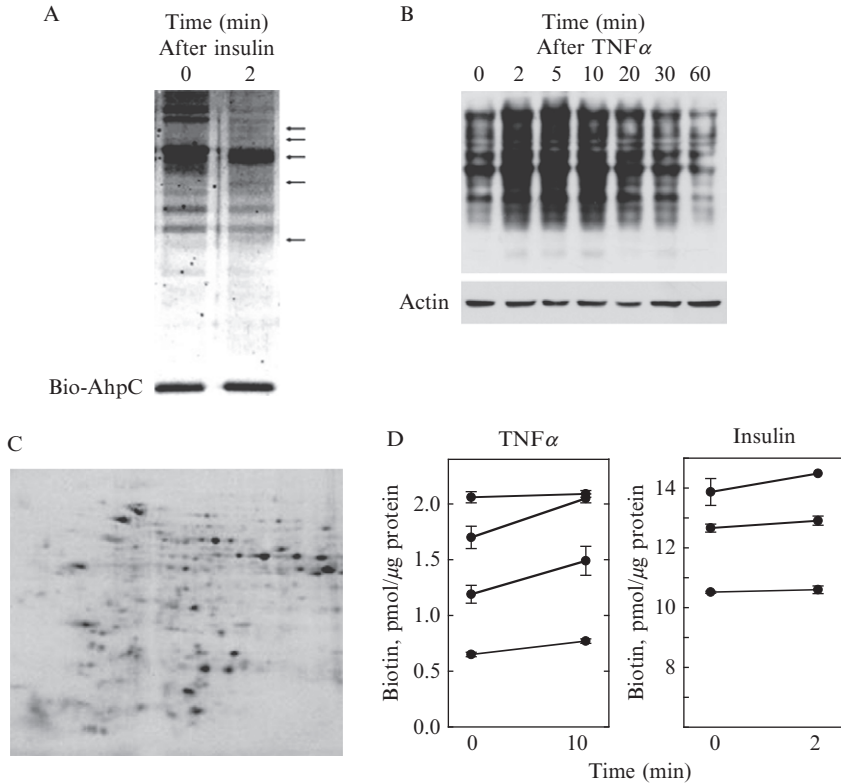 A
Time (min)
After insulin
0 2
Bio-AhpC
B
Time (min)
After TNFα
0 2 5 10 20 30 60
Actin
C
D
TNFα
Biotin, pmol/μg protein
2.0
1.5
1.0
0.5
0.0
0 10
Insulin
Biotin, pmol/μg protein
14
12
10
8
0 2
Time (min)